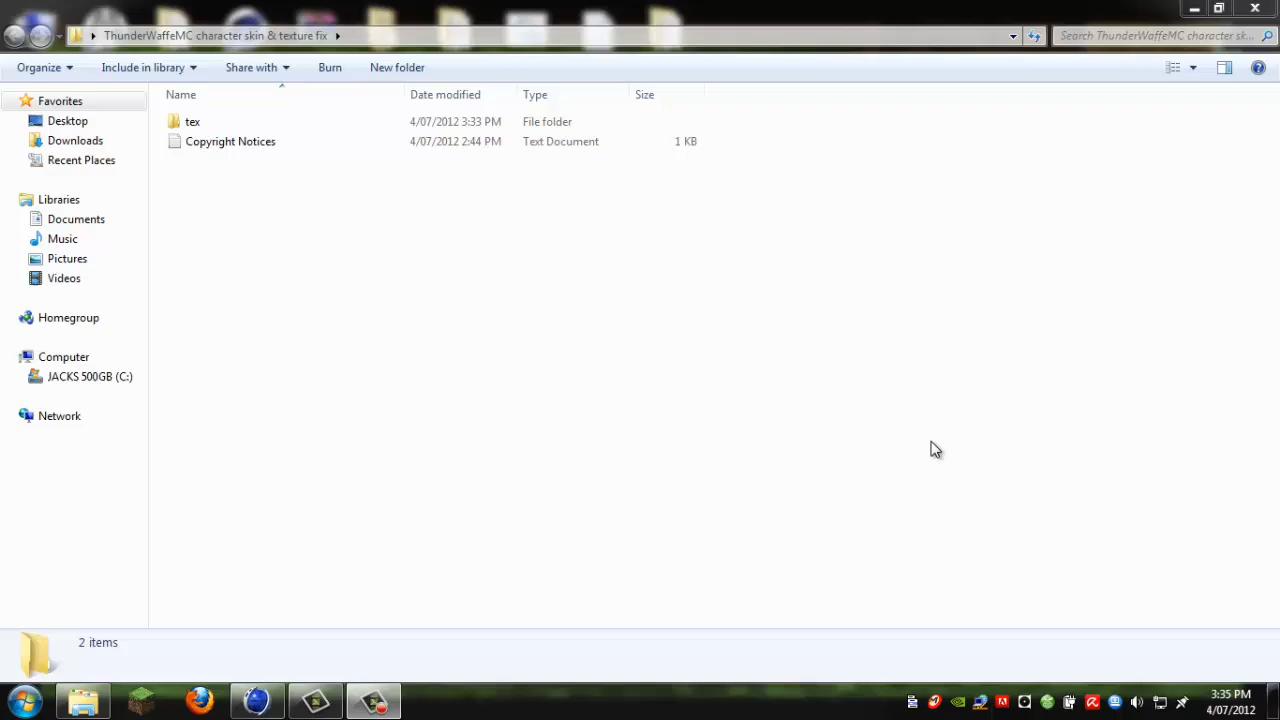 ThunderWaffeMC character skin & texture fix
Search ThunderWaffeMC character sk...
Organize
Include in library
Share with
Burn
New folder
Name
Date modified
Type
Size
Favorites
Desktop
Downloads
Recent Places
Libraries
Documents
Music
Pictures
Videos
Homegroup
Computer
JACKS 500GB (C:)
Network
tex 4/07/2012 3:33 PM File folder
Copyright Notices 4/07/2012 2:44 PM Text Document 1 KB
2 items
3:35 PM
4/07/2012